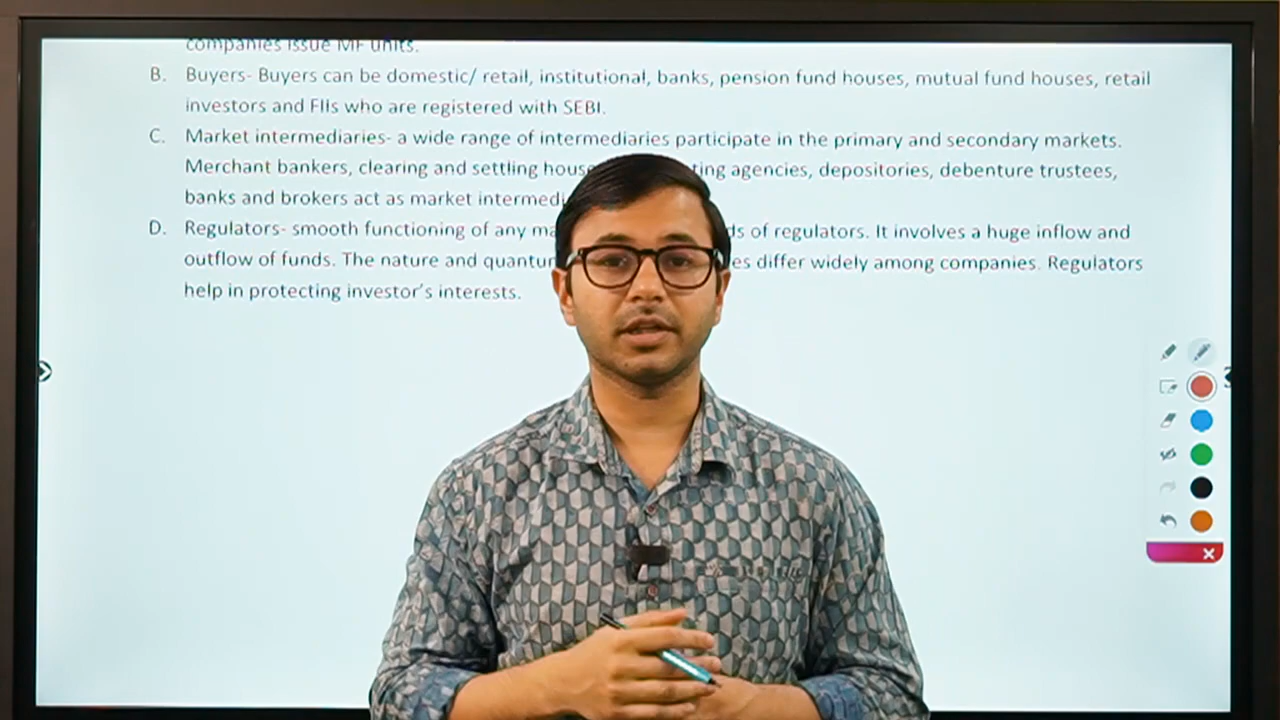 companies issue MF units.
B. Buyers- Buyers can be domestic/ retail, institutional, banks, pension fund houses, mutual fund houses, retail
investors and FIIs who are registered with SEBI.
C. Market intermediaries- a wide range of intermediaries participate in the primary and secondary markets.
Merchant bankers, clearing and settling agencies, depositories, debenture trustees,
banks and brokers act as market
D. Regulators- smooth functioning of any of regulators. It involves a huge inflow and
outflow of funds. The nature and differ widely among companies. Regulators
help in protecting investor's interests.